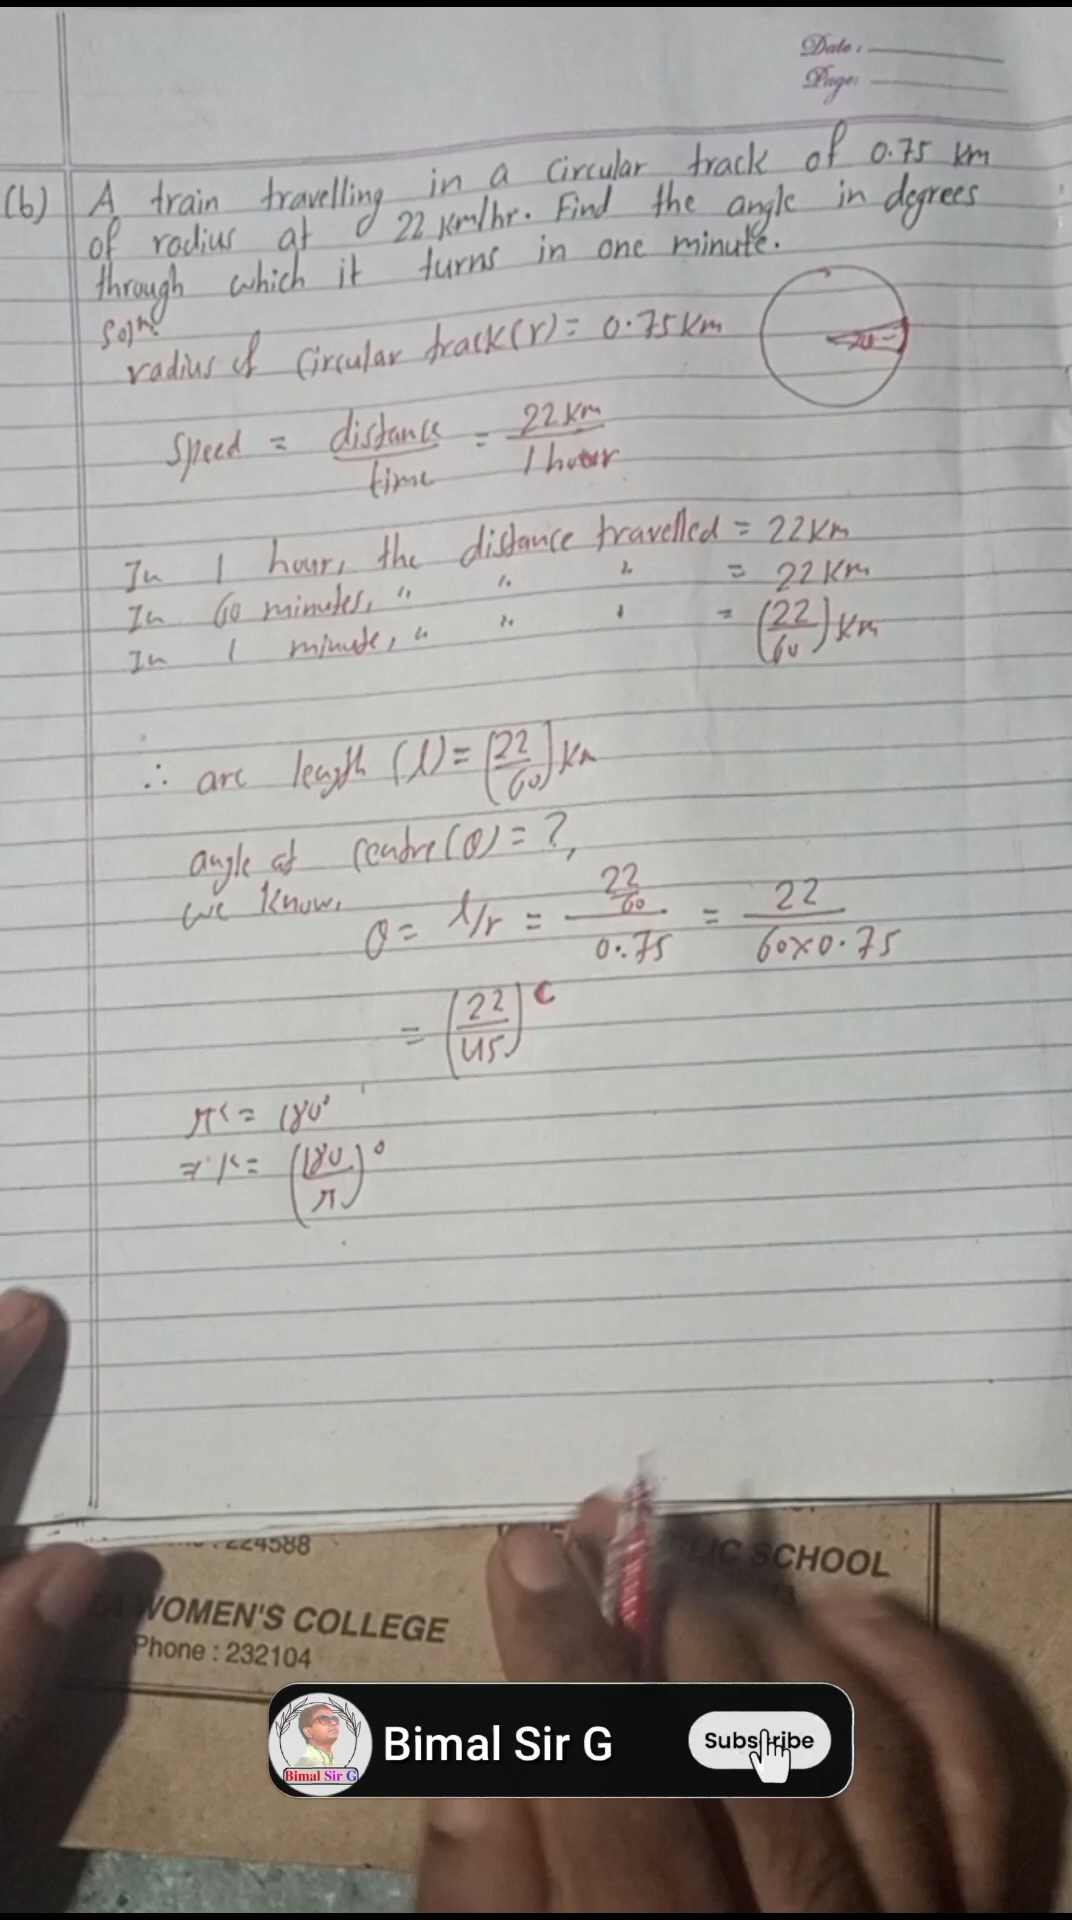 Date:
Page:
(b) A train travelling in a circular track of 0.75 km
of radius at 22 km/hr. Find the angle in degrees
through which it turns in one minute.
Soln
radius of circular track(r) = 0.75 km
Speed = distance/time = 22 km/1 hour
In 1 hour, the distance travelled = 22 km
In 60 minutes, " " " = 22 km
In 1 minute, " " " = (22/60) km
∴ arc length (l) = (22/60) km
angle at centre(θ) = ?,
we know,
θ = l/r = 22/60 / 0.75 = 22 / 60×0.75
= (22/45)^c
π^c = 180°
⇒ 1^c = (180/π)°
224588
WOMEN'S COLLEGE
Phone : 232104
LIC SCHOOL
Bimal Sir G
Bimal Sir G
Subscribe